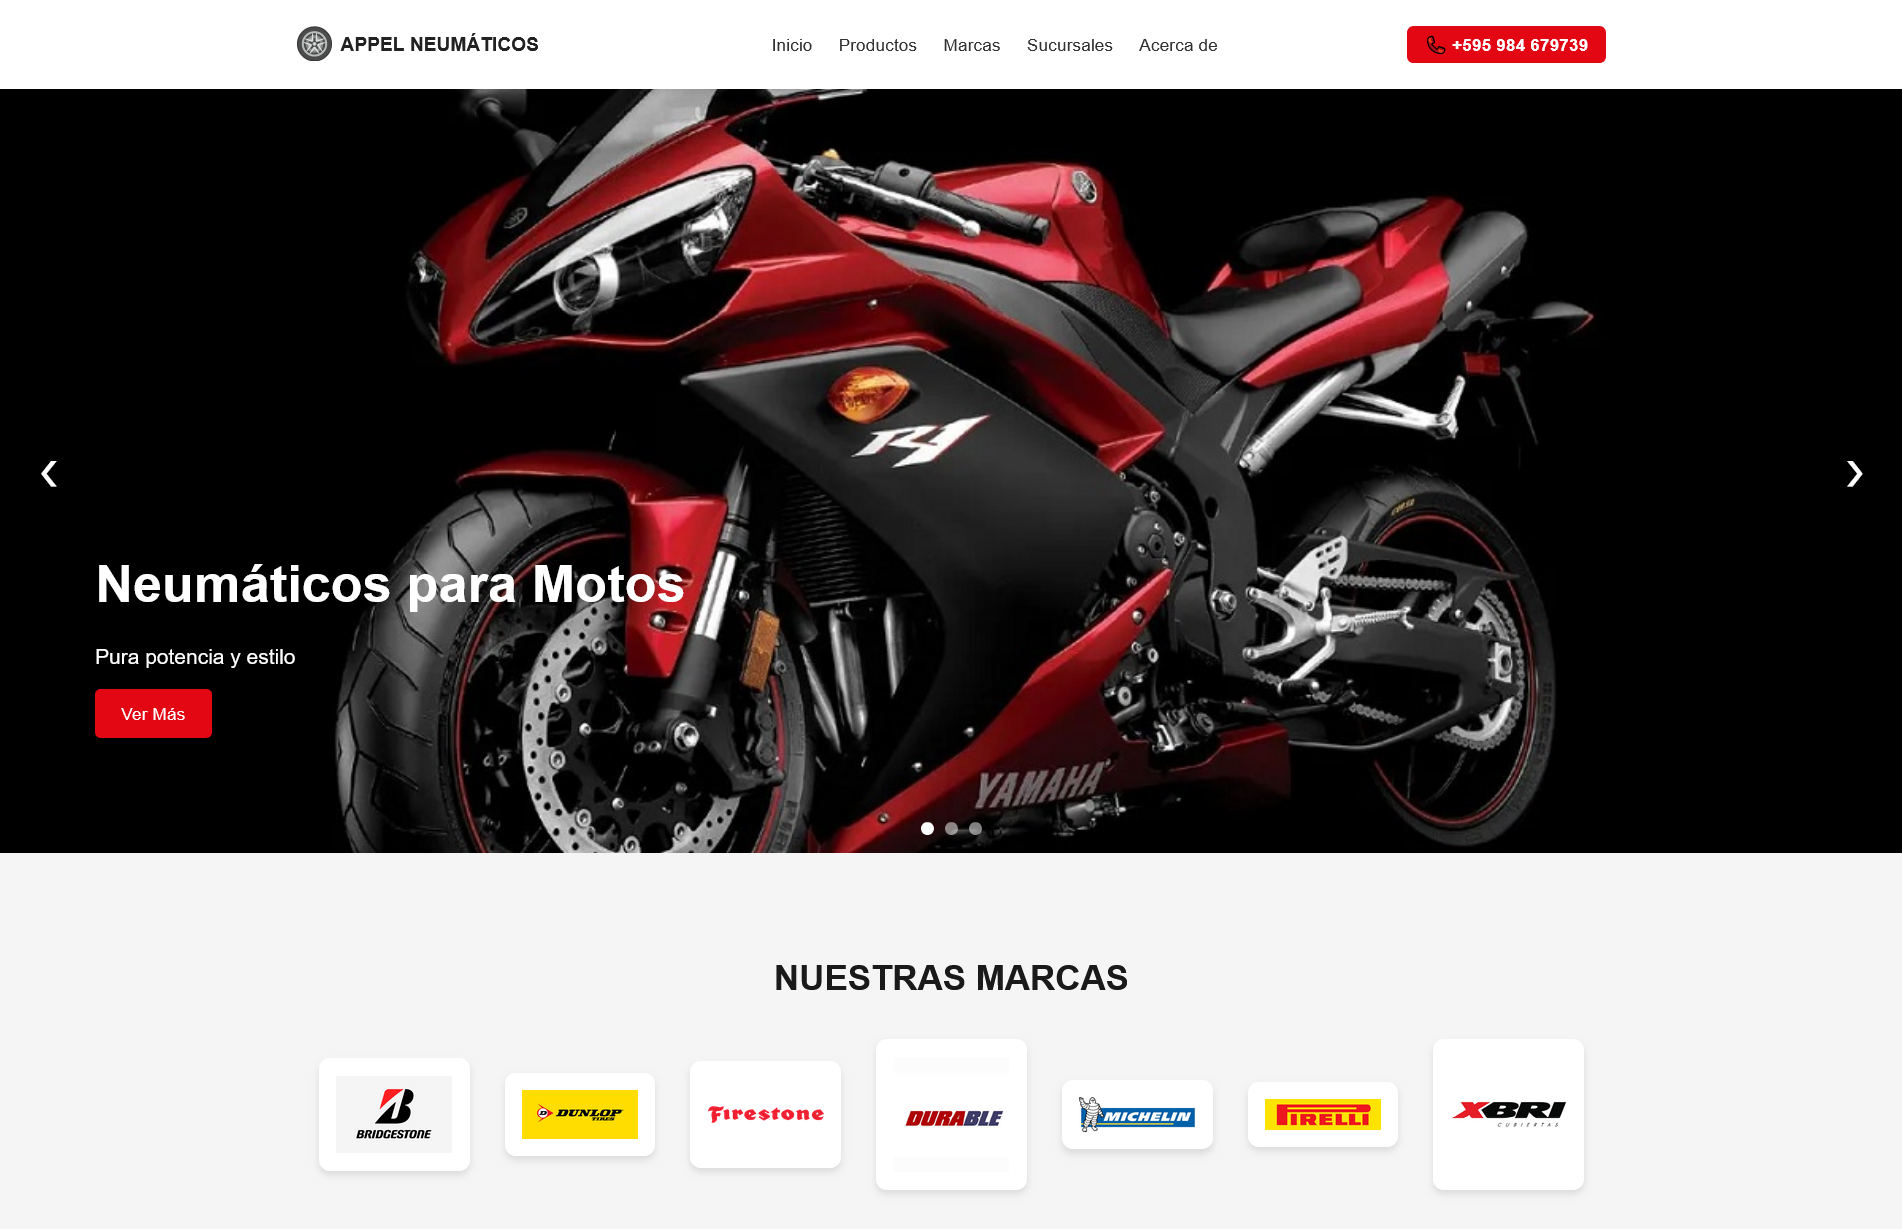 APPEL NEUMÁTICOS
Inicio
Productos
Marcas
Sucursales
Acerca de
+595 984 679739
R1
CORSA
Neumáticos para Motos
Pura potencia y estilo
Ver Más
YAMAHA
NUESTRAS MARCAS
BRIDGESTONE
D DUNLOP
TIRES
Firestone
DURABLE
MICHELIN
PIRELLI
XBRI
CUBIERTAS